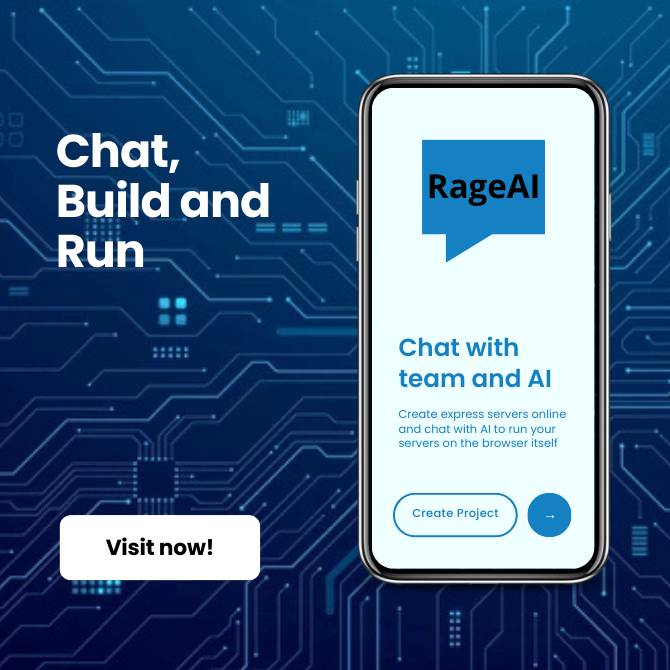 Chat,
Build and
Run
Visit now!
RageAI
Chat with
team and AI
Create express servers online
and chat with AI to run your
servers on the browser itself
Create Project
→